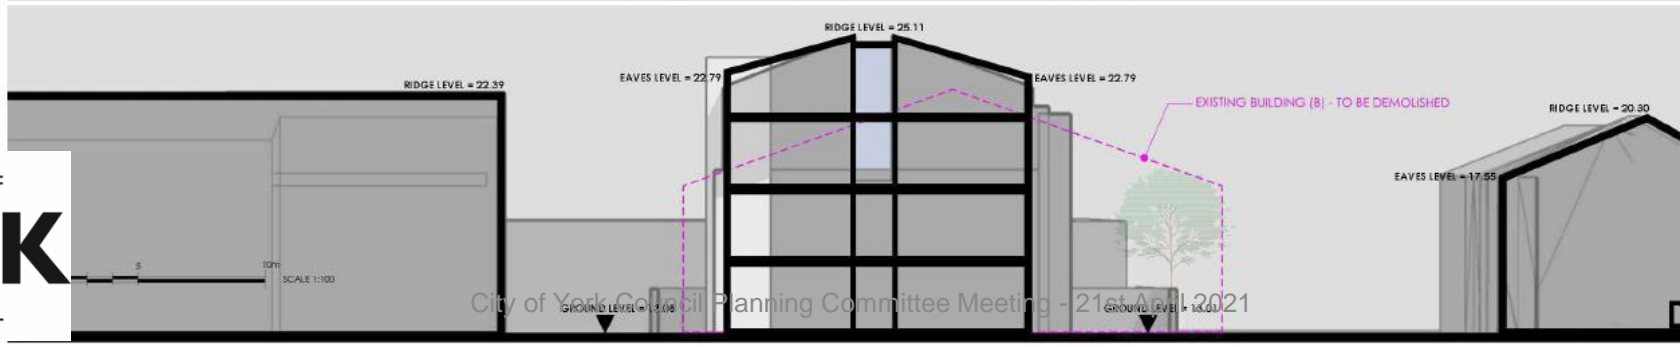 RIDGE LEVEL = 25.11
EAVES LEVEL = 22.79
EAVES LEVEL = 22.79
RIDGE LEVEL = 22.39
EXISTING BUILDING (B) - TO BE DEMOLISHED
RIDGE LEVEL = 20.30
EAVES LEVEL = 17.55
K
5
10m
SCALE 1:100
City of York Council Planning Committee Meeting - 21st April 2021
GROUND LEVEL =
GROUND LEVEL =